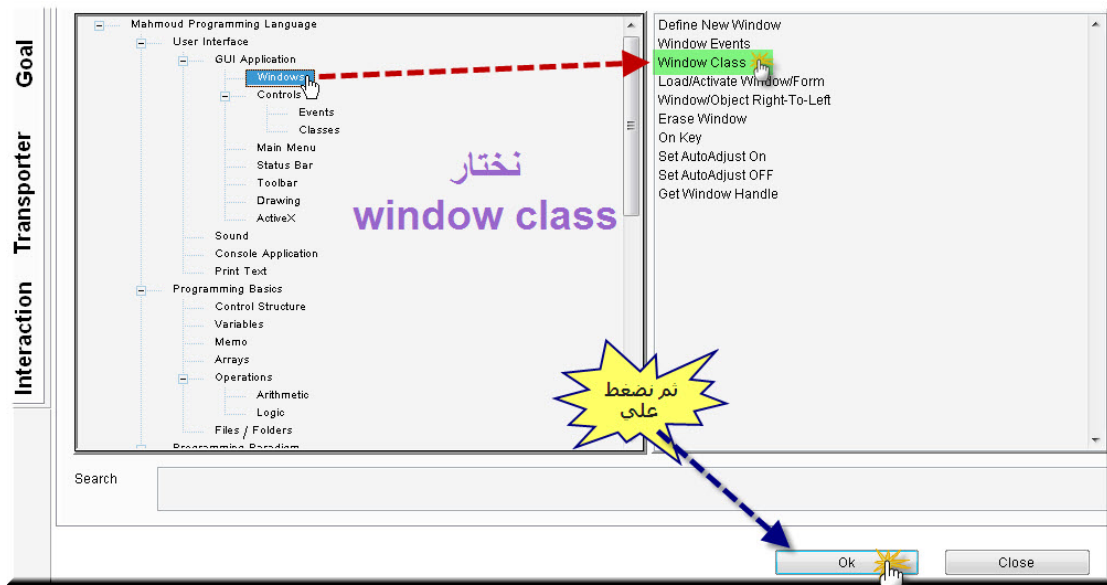 Goal
Transporter
Interaction
Mahmoud Programming Language
User Interface
GUI Application
Windows
Controls
Events
Classes
Main Menu
Status Bar
Toolbar
Drawing
ActiveX
Sound
Console Application
Print Text
Programming Basics
Control Structure
Variables
Memo
Arrays
Operations
Arithmetic
Logic
Files / Folders
Programming Paradigm
نختار
window class
Define New Window
Window Events
Window Class
Load/Activate Window/Form
Window/Object Right-To-Left
Erase Window
On Key
Set AutoAdjust On
Set AutoAdjust OFF
Get Window Handle
ثم نضغط
علي
Search
Ok
Close